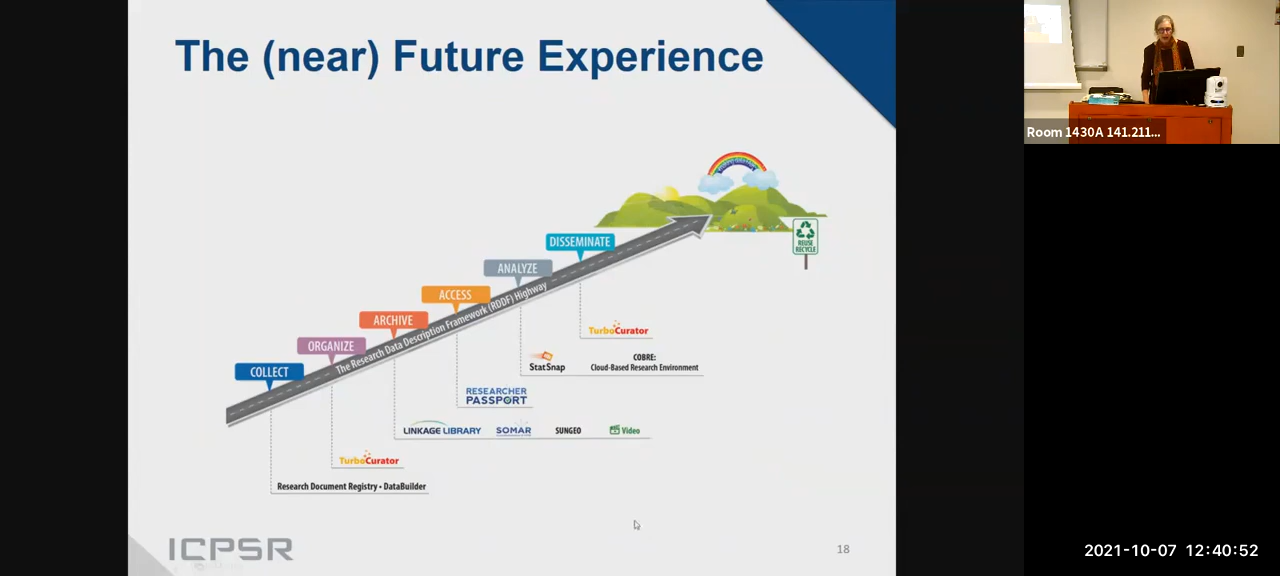 The (near) Future Experience
Room 1430A 141.211...
REUSE
RECYCLE
DISSEMINATE
ANALYZE
ACCESS
ARCHIVE
ORGANIZE
COLLECT
The Research Data Description Framework (RDDF) Highway
TurboCurator
StatSnap
COBRE:
Cloud-Based Research Environment
RESEARCHER
PASSPORT
LINKAGE LIBRARY SOMAR SUNGEO Video
TurboCurator
Research Document Registry • DataBuilder
ICPSR
18
2021-10-07 12:40:52